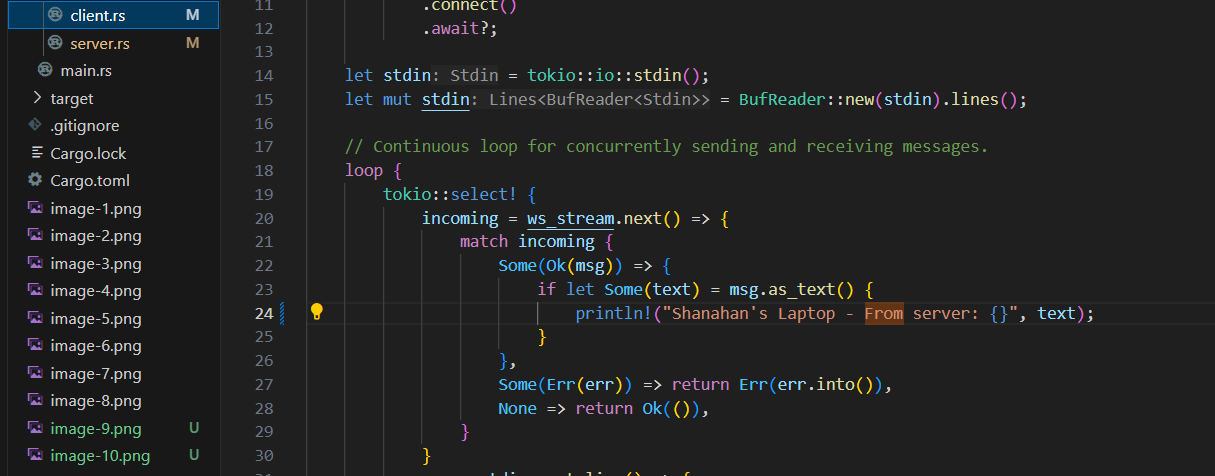 client.rs M
server.rs M
main.rs
target
.gitignore
Cargo.lock
Cargo.toml
image-1.png
image-2.png
image-3.png
image-4.png
image-5.png
image-6.png
image-7.png
image-8.png
image-9.png U
image-10.png U
11 .connect()
12 .await?;
13
14 let stdin: Stdin = tokio::io::stdin();
15 let mut stdin: Lines<BufReader<Stdin>> = BufReader::new(stdin).lines();
16
17 // Continuous loop for concurrently sending and receiving messages.
18 loop {
19 tokio::select! {
20 incoming = ws_stream.next() => {
21 match incoming {
22 Some(Ok(msg)) => {
23 if let Some(text) = msg.as_text() {
24 println!("Shanahan's Laptop - From server: {}", text);
25 }
26 },
27 Some(Err(err)) => return Err(err.into()),
28 None => return Ok(()),
29 }
30 }